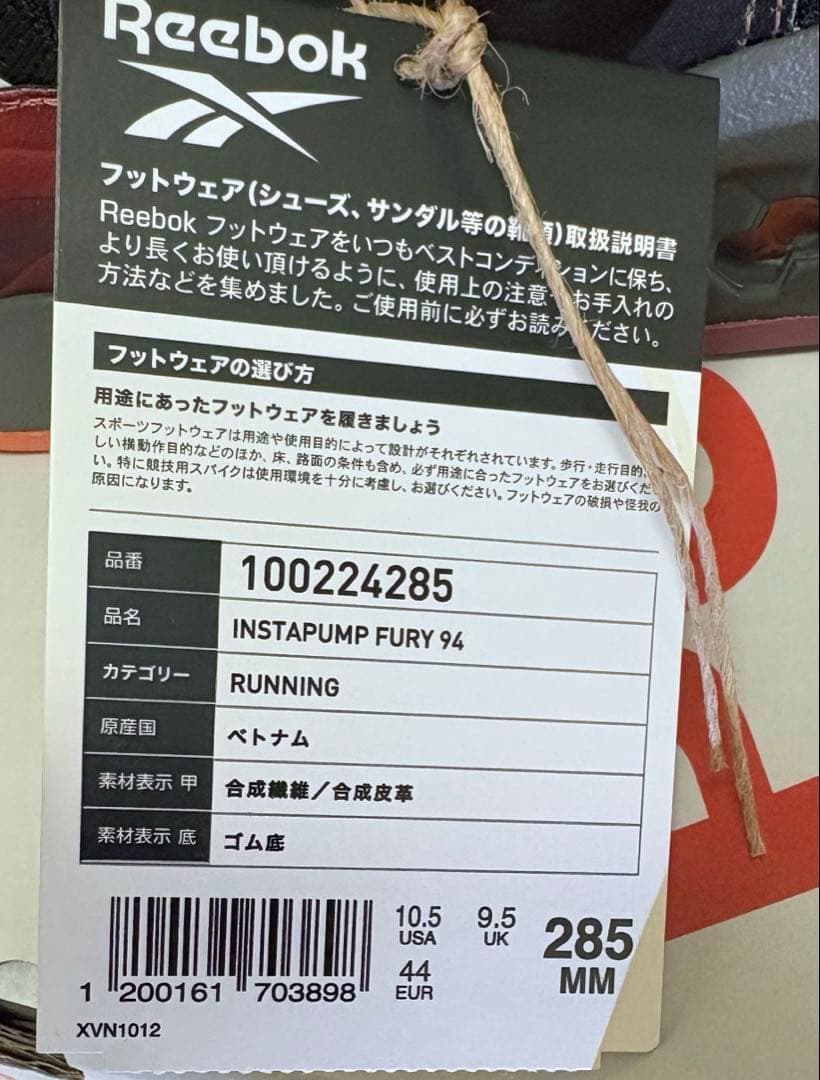 Reebok
フットウェア(シューズ、サンダル等の靴類)取扱説明書
Reebok フットウェアをいつもベストコンディションに保ち、
より長くお使い頂けるように、使用上の注意やお手入れの
方法などを集めました。ご使用前に必ずお読みください。
フットウェアの選び方
用途にあったフットウェアを履きましょう
スポーツフットウェアは用途や使用目的によって設計がそれぞれされています。歩行・走行目的、
しい横動作目的などのほか、床、路面の条件も含め、必ず用途に合ったフットウェアをお選びくだ
い。特に競技用スパイクは使用環境を十分に考慮し、お選びください。フットウェアの破損や怪我の
原因になります。
品番 100224285
品名 INSTAPUMP FURY 94
カテゴリー RUNNING
原産国 ベトナム
素材表示 甲 合成繊維/合成皮革
素材表示 底 ゴム底
10.5 USA 9.5 UK 285 MM
44 EUR
1 200161 703898
XVN1012